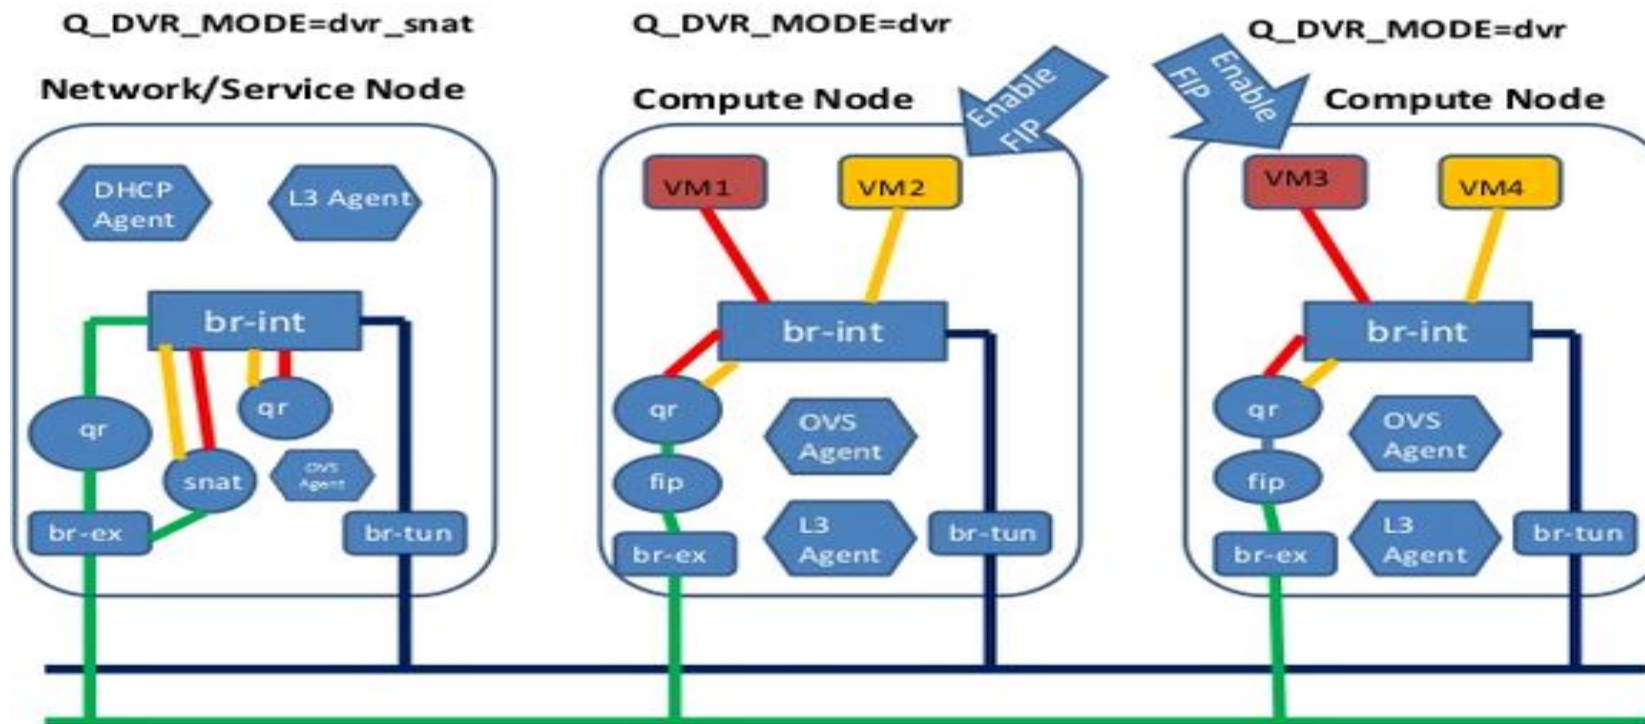 Q_DVR_MODE=dvr_snat
Network/Service Node
DHCP
Agent
L3 Agent
br-int
qr
qr
snat
OVS
Agent
br-ex
br-tun
Q_DVR_MODE=dvr
Compute Node
Enable
FIP
VM1
VM2
br-int
qr
OVS
Agent
fip
L3
Agent
br-ex
br-tun
Q_DVR_MODE=dvr
Enable
FIP
Compute Node
VM3
VM4
br-int
qr
OVS
Agent
fip
L3
Agent
br-ex
br-tun